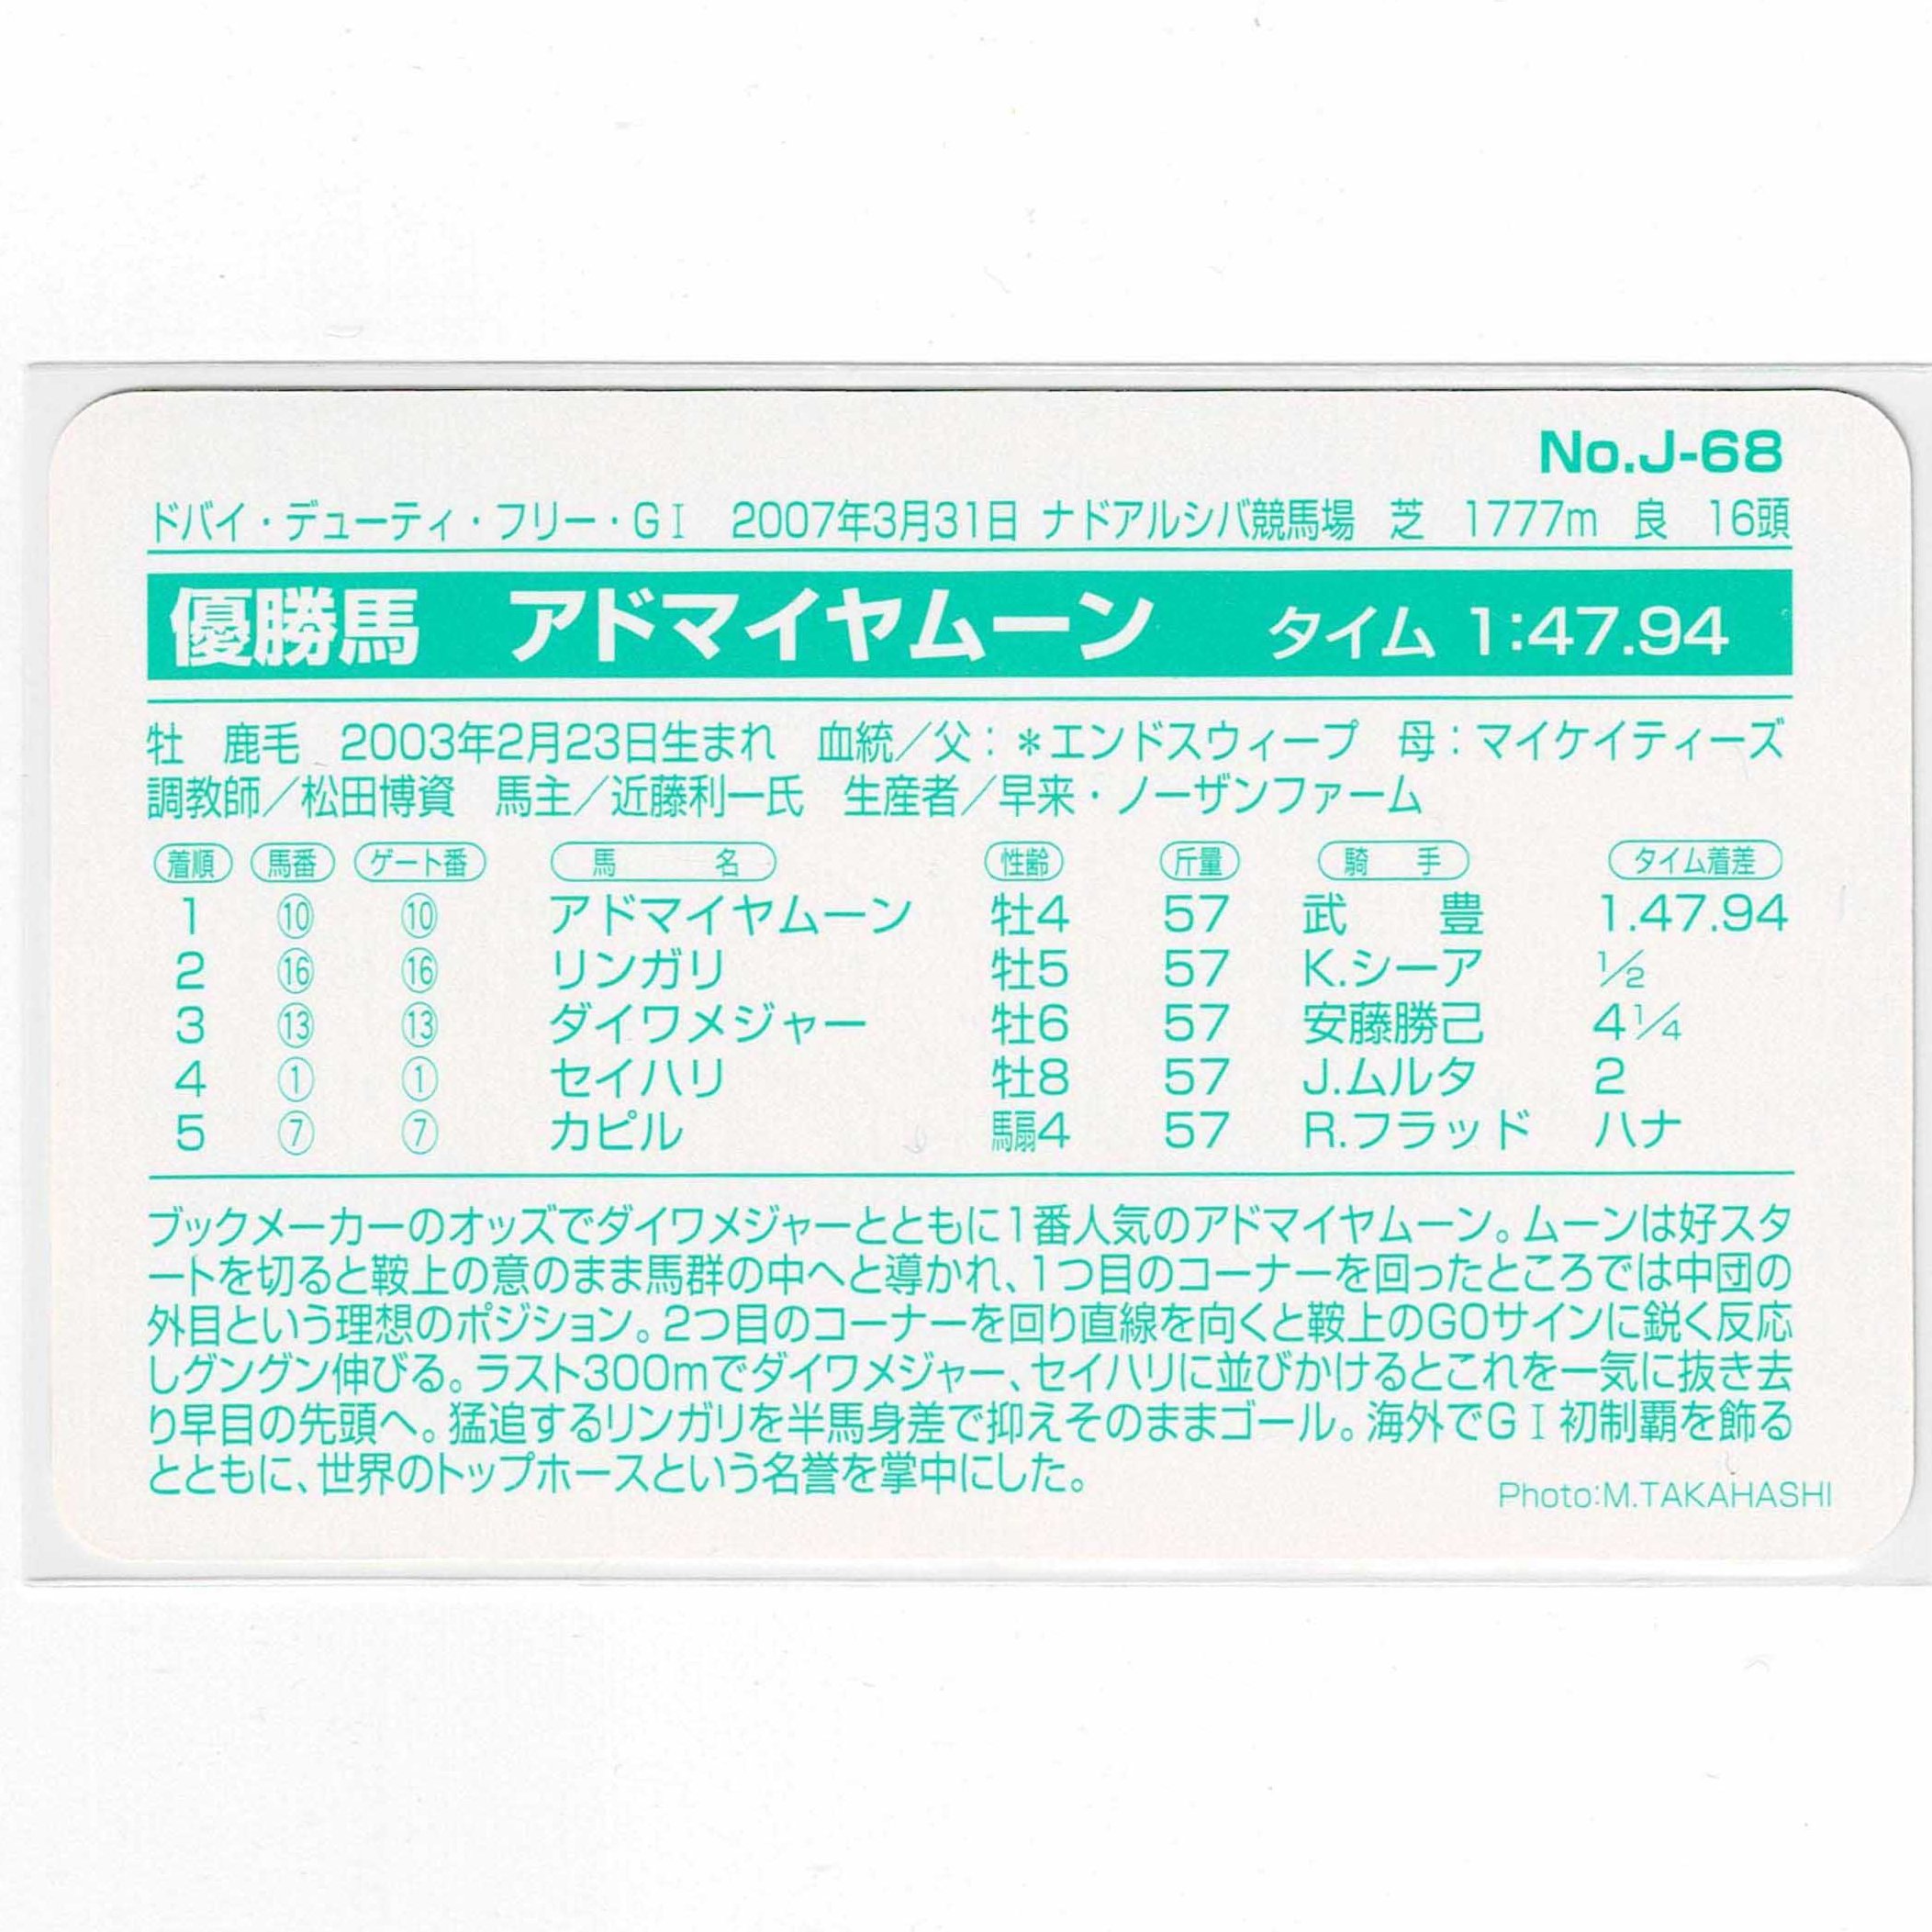 No.J-68
ドバイ・デューティ・フリー・GⅠ 2007年3月31日 ナドアルシバ競馬場 芝 1777m 良 16頭
優勝馬 アドマイヤムーン タイム 1:47.94
牡 鹿毛 2003年2月23日生まれ 血統／父：＊エンドスウィープ 母：マイケイティーズ
調教師／松田博資 馬主／近藤利一氏 生産者／早来・ノーザンファーム
着順 馬番 ゲート番 馬名 性齢 斤量 騎手 タイム着差
1 ⑩ ⑩ アドマイヤムーン 牡4 57 武 豊 1.47.94
2 ⑯ ⑯ リンガリ 牡5 57 K.シーア 1/2
3 ⑬ ⑬ ダイワメジャー 牡6 57 安藤勝己 4 1/4
4 ① ① セイハリ 牡8 57 J.ムルタ 2
5 ⑦ ⑦ カピル 騸4 57 R.フラッド ハナ
ブックメーカーのオッズでダイワメジャーとともに1番人気のアドマイヤムーン。ムーンは好スタ
ートを切ると鞍上の意のまま馬群の中へと導かれ、1つ目のコーナーを回ったところでは中団の
外目という理想のポジション。2つ目のコーナーを回り直線を向くと鞍上のGOサインに鋭く反応
しグングン伸びる。ラスト300mでダイワメジャー、セイハリに並びかけるとこれを一気に抜き去
り早目の先頭へ。猛追するリンガリを半馬身差で抑えそのままゴール。海外でGⅠ初制覇を飾る
とともに、世界のトップホースという名誉を掌中にした。
Photo:M.TAKAHASHI